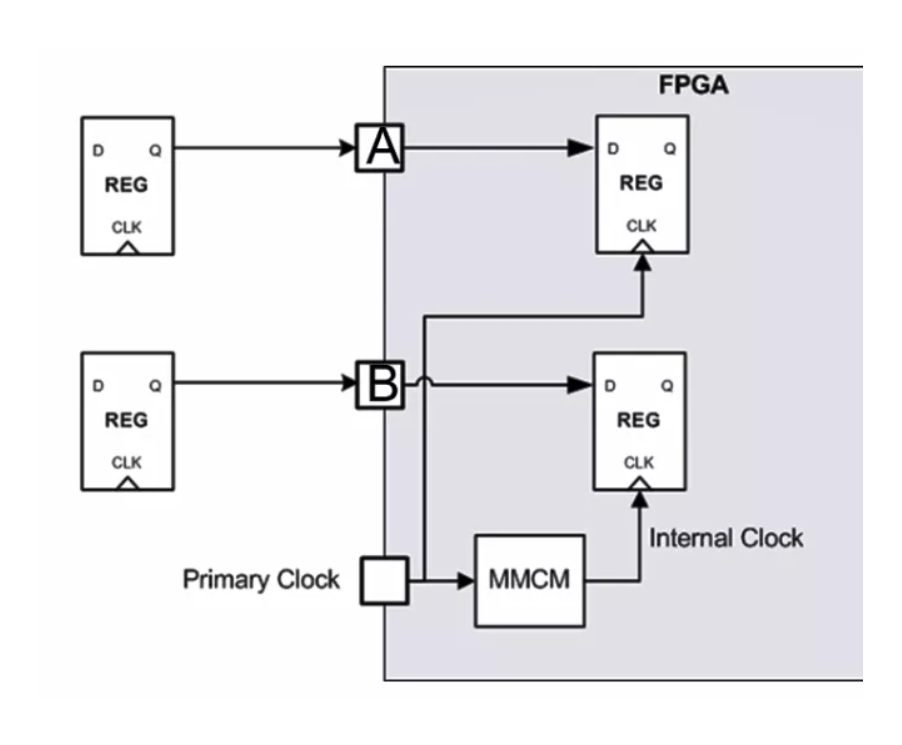 FPGA
D Q
REG
CLK
A
D Q
REG
CLK
D Q
REG
CLK
B
D Q
REG
CLK
Internal Clock
Primary Clock
MMCM